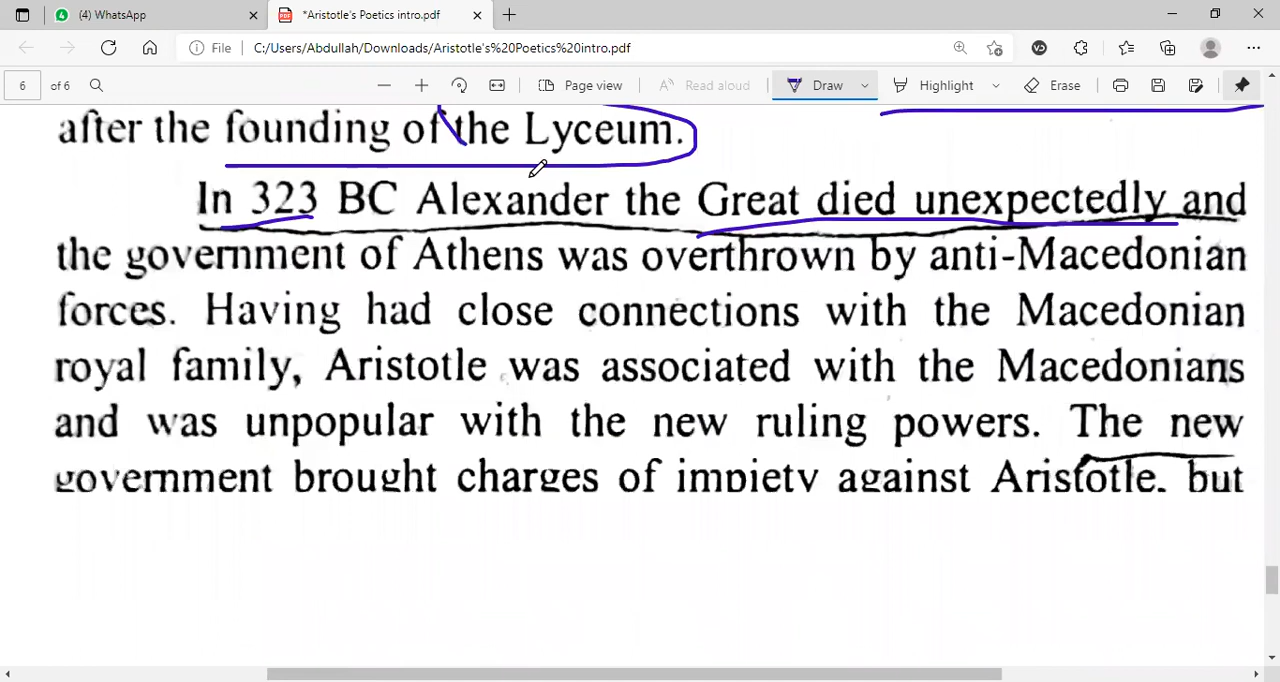 (4) WhatsApp
*Aristotle's Poetics intro.pdf
File C:/Users/Abdullah/Downloads/Aristotle's%20Poetics%20intro.pdf
6 of 6 Page view Read aloud Draw Highlight Erase
after the founding of the Lyceum.
In 323 BC Alexander the Great died unexpectedly and
the government of Athens was overthrown by anti-Macedonian
forces. Having had close connections with the Macedonian
royal family, Aristotle was associated with the Macedonians
and was unpopular with the new ruling powers. The new
government brought charges of impiety against Aristotle, but